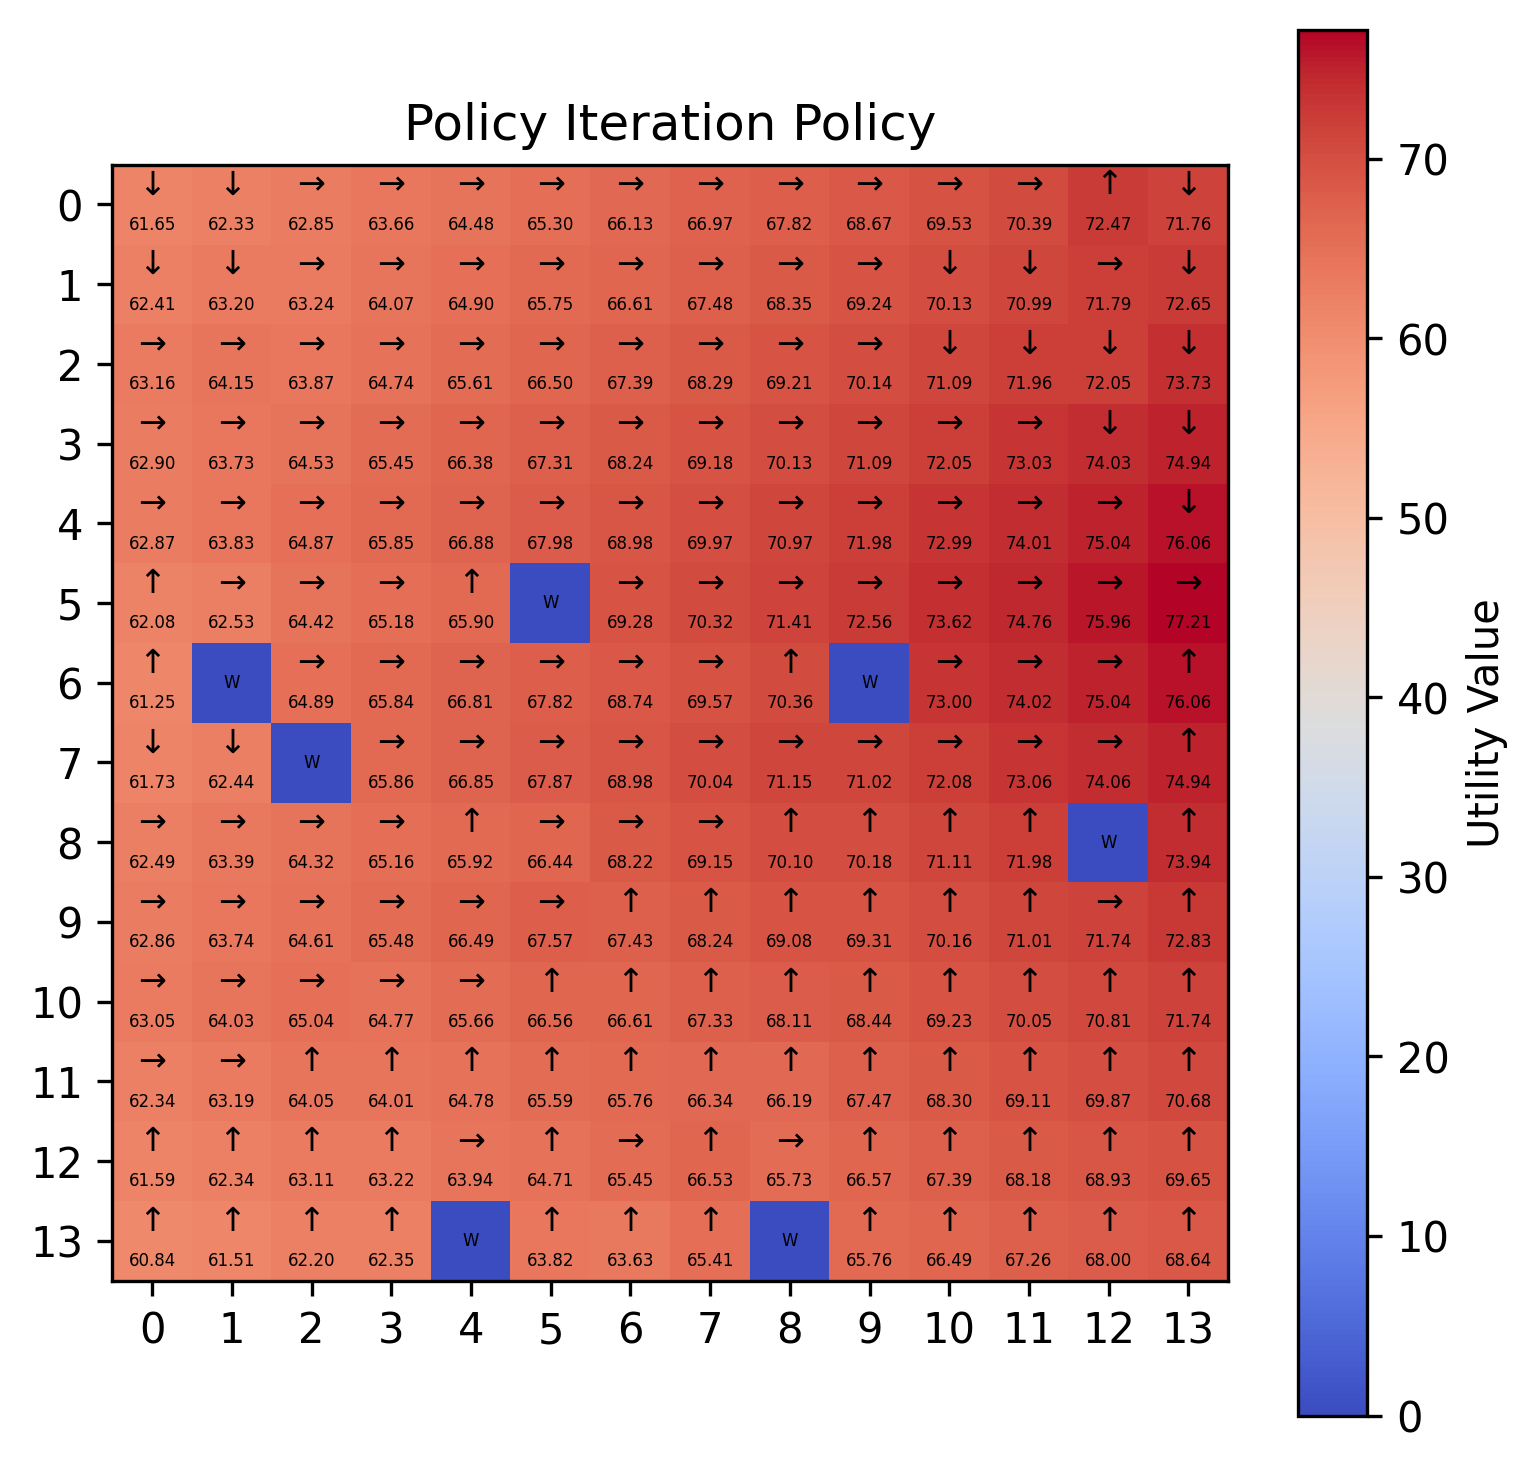 Policy Iteration Policy
0 ↓ ↓ → → → → → → → → → → ↑ ↓
61.65 62.33 62.85 63.66 64.48 65.30 66.13 66.97 67.82 68.67 69.53 70.39 72.47 71.76
1 ↓ ↓ → → → → → → → → ↓ ↓ → ↓
62.41 63.20 63.24 64.07 64.90 65.75 66.61 67.48 68.35 69.24 70.13 70.99 71.79 72.65
2 → → → → → → → → → → ↓ ↓ ↓ ↓
63.16 64.15 63.87 64.74 65.61 66.50 67.39 68.29 69.21 70.14 71.09 71.96 72.05 73.73
3 → → → → → → → → → → → → ↓ ↓
62.90 63.73 64.53 65.45 66.38 67.31 68.24 69.18 70.13 71.09 72.05 73.03 74.03 74.94
4 → → → → → → → → → → → → → ↓
62.87 63.83 64.87 65.85 66.88 67.98 68.98 69.97 70.97 71.98 72.99 74.01 75.04 76.06
5 ↑ → → → ↑ W → → → → → → → →
62.08 62.53 64.42 65.18 65.90 69.28 70.32 71.41 72.56 73.62 74.76 75.96 77.21
6 ↑ W → → → → → → ↑ W → → → ↑
61.25 64.89 65.84 66.81 67.82 68.74 69.57 70.36 73.00 74.02 75.04 76.06
7 ↓ ↓ W → → → → → → → → → → ↑
61.73 62.44 65.86 66.85 67.87 68.98 70.04 71.15 71.02 72.08 73.06 74.06 74.94
8 → → → → ↑ → → → ↑ ↑ ↑ ↑ W ↑
62.49 63.39 64.32 65.16 65.92 66.44 68.22 69.15 70.10 70.18 71.11 71.98 73.94
9 → → → → → → ↑ ↑ ↑ ↑ ↑ ↑ → ↑
62.86 63.74 64.61 65.48 66.49 67.57 67.43 68.24 69.08 69.31 70.16 71.01 71.74 72.83
10 → → → → → ↑ ↑ ↑ ↑ ↑ ↑ ↑ ↑ ↑
63.05 64.03 65.04 64.77 65.66 66.56 66.61 67.33 68.11 68.44 69.23 70.05 70.81 71.74
11 → → ↑ ↑ ↑ ↑ ↑ ↑ ↑ ↑ ↑ ↑ ↑ ↑
62.34 63.19 64.05 64.01 64.78 65.59 65.76 66.34 66.19 67.47 68.30 69.11 69.87 70.68
12 ↑ ↑ ↑ ↑ → ↑ → ↑ → ↑ ↑ ↑ ↑ ↑
61.59 62.34 63.11 63.22 63.94 64.71 65.45 66.53 65.73 66.57 67.39 68.18 68.93 69.65
13 ↑ ↑ ↑ ↑ W ↑ ↑ ↑ W ↑ ↑ ↑ ↑ ↑
60.84 61.51 62.20 62.35 63.82 63.63 65.41 65.76 66.49 67.26 68.00 68.64
0 1 2 3 4 5 6 7 8 9 10 11 12 13
70
60
50
40
30
20
10
0
Utility Value